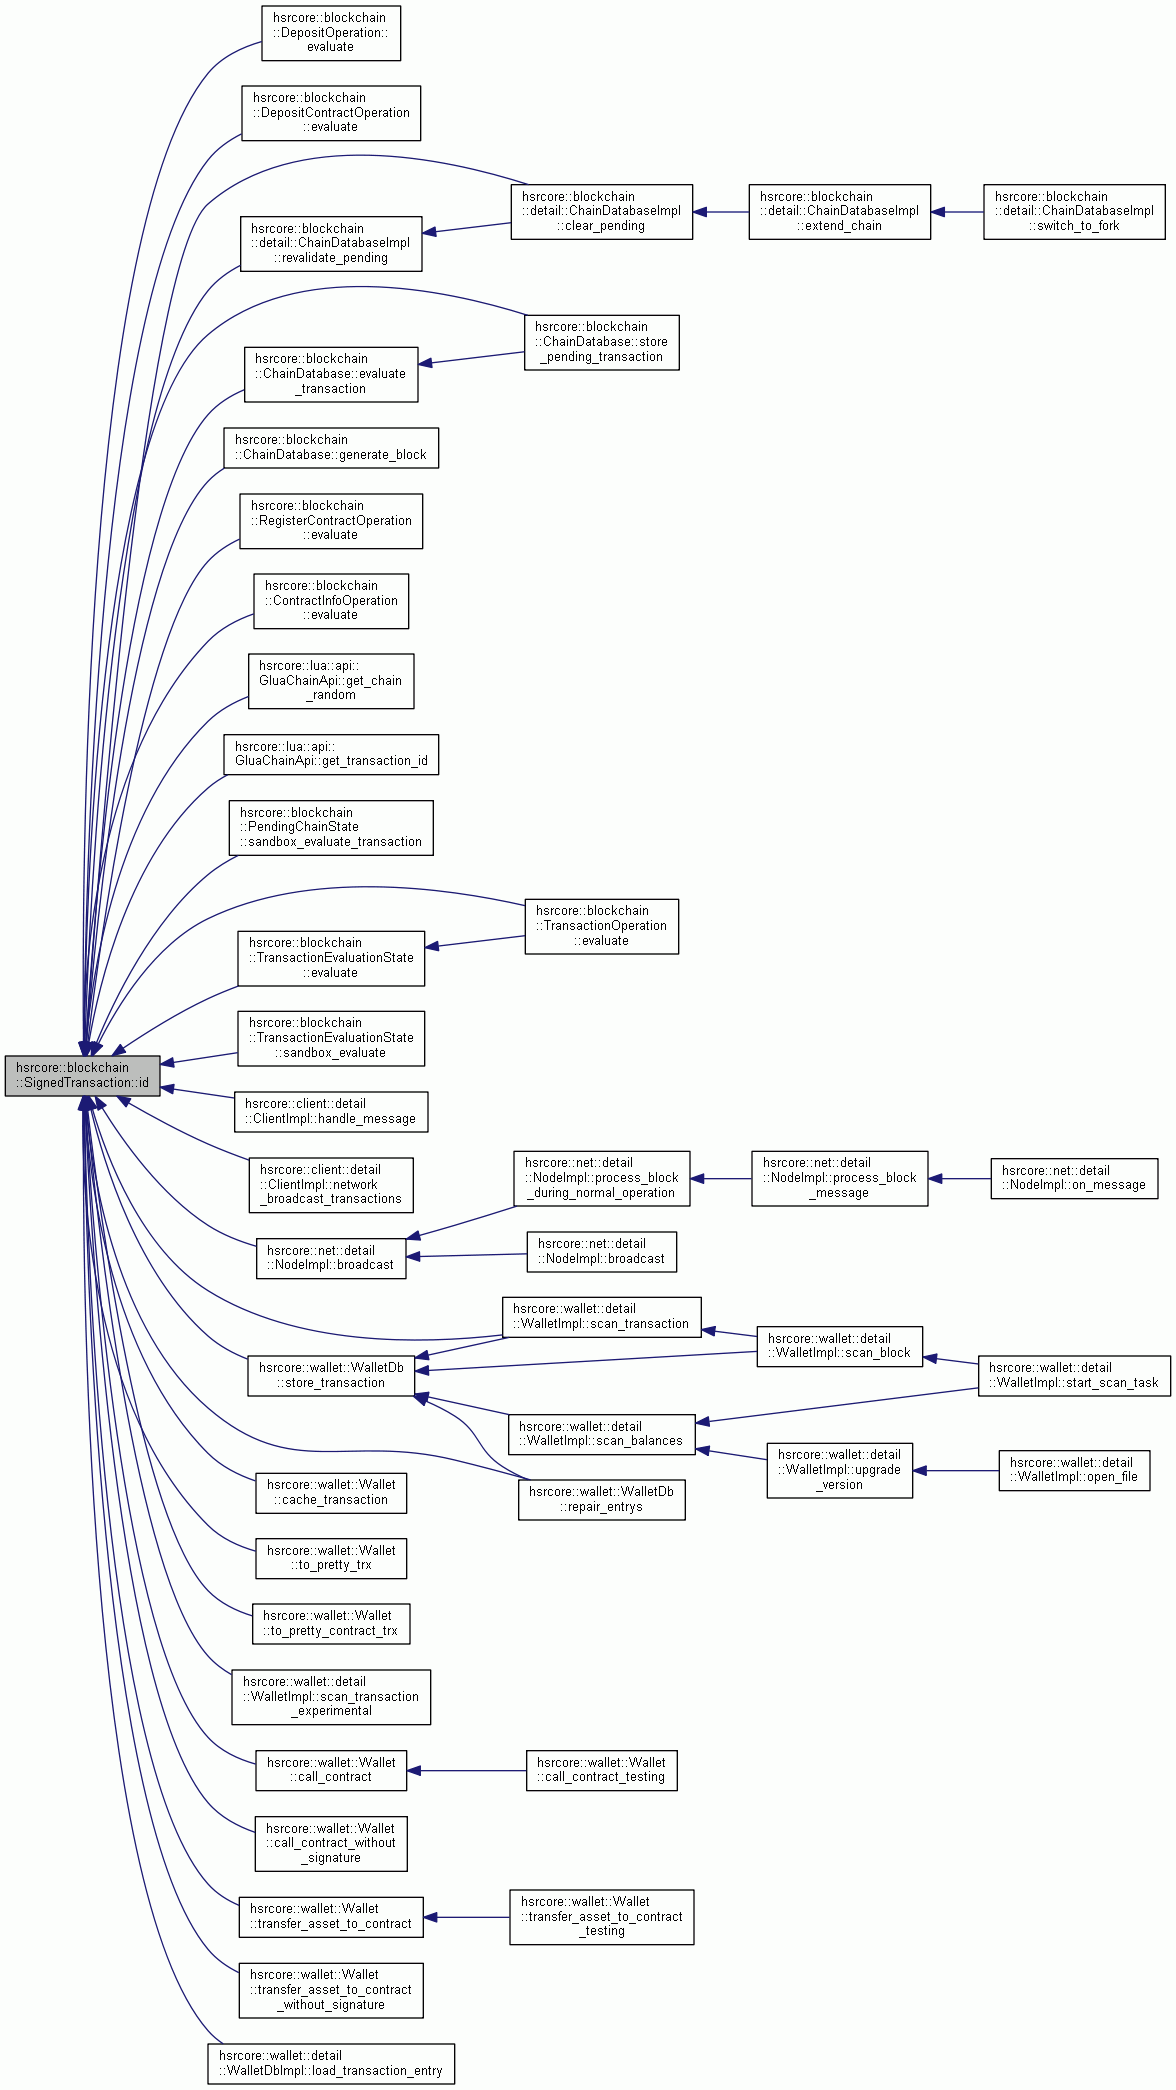 hsrcore::blockchain
::DepositOperation::
evaluate
hsrcore::blockchain
::DepositContractOperation
::evaluate
hsrcore::blockchain
::detail::ChainDatabaseImpl
::clear_pending
hsrcore::blockchain
::detail::ChainDatabaseImpl
::extend_chain
hsrcore::blockchain
::detail::ChainDatabaseImpl
::switch_to_fork
hsrcore::blockchain
::detail::ChainDatabaseImpl
::revalidate_pending
hsrcore::blockchain
::ChainDatabase::store
_pending_transaction
hsrcore::blockchain
::ChainDatabase::evaluate
_transaction
hsrcore::blockchain
::ChainDatabase::generate_block
hsrcore::blockchain
::RegisterContractOperation
::evaluate
hsrcore::blockchain
::ContractInfoOperation
::evaluate
hsrcore::lua::api::
GluaChainApi::get_chain
_random
hsrcore::lua::api::
GluaChainApi::get_transaction_id
hsrcore::blockchain
::PendingChainState
::sandbox_evaluate_transaction
hsrcore::blockchain
::TransactionOperation
::evaluate
hsrcore::blockchain
::TransactionEvaluationState
::evaluate
hsrcore::blockchain
::TransactionEvaluationState
::sandbox_evaluate
hsrcore::blockchain
::SignedTransaction::id
hsrcore::client::detail
::ClientImpl::handle_message
hsrcore::client::detail
::ClientImpl::network
_broadcast_transactions
hsrcore::net::detail
::NodeImpl::process_block
_during_normal_operation
hsrcore::net::detail
::NodeImpl::process_block
_message
hsrcore::net::detail
::NodeImpl::on_message
hsrcore::net::detail
::NodeImpl::broadcast
hsrcore::net::detail
::NodeImpl::broadcast
hsrcore::wallet::detail
::WalletImpl::scan_transaction
hsrcore::wallet::detail
::WalletImpl::scan_block
hsrcore::wallet::detail
::WalletImpl::start_scan_task
hsrcore::wallet::WalletDb
::store_transaction
hsrcore::wallet::detail
::WalletImpl::scan_balances
hsrcore::wallet::detail
::WalletImpl::upgrade
_version
hsrcore::wallet::detail
::WalletImpl::open_file
hsrcore::wallet::WalletDb
::repair_entrys
hsrcore::wallet::Wallet
::cache_transaction
hsrcore::wallet::Wallet
::to_pretty_trx
hsrcore::wallet::Wallet
::to_pretty_contract_trx
hsrcore::wallet::detail
::WalletImpl::scan_transaction
_experimental
hsrcore::wallet::Wallet
::call_contract
hsrcore::wallet::Wallet
::call_contract_testing
hsrcore::wallet::Wallet
::call_contract_without
_signature
hsrcore::wallet::Wallet
::transfer_asset_to_contract
hsrcore::wallet::Wallet
::transfer_asset_to_contract
_testing
hsrcore::wallet::Wallet
::transfer_asset_to_contract
_without_signature
hsrcore::wallet::detail
::WalletDbImpl::load_transaction_entry